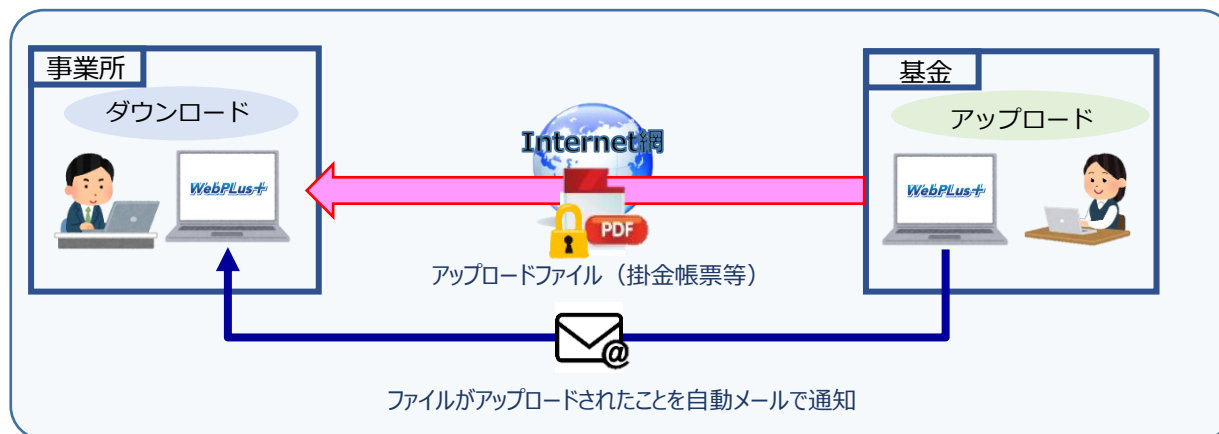 事業所
ダウンロード
WebPLus+
Internet網
PDF
アップロードファイル（掛金帳票等）
基金
アップロード
WebPLus+
@
ファイルがアップロードされたことを自動メールで通知